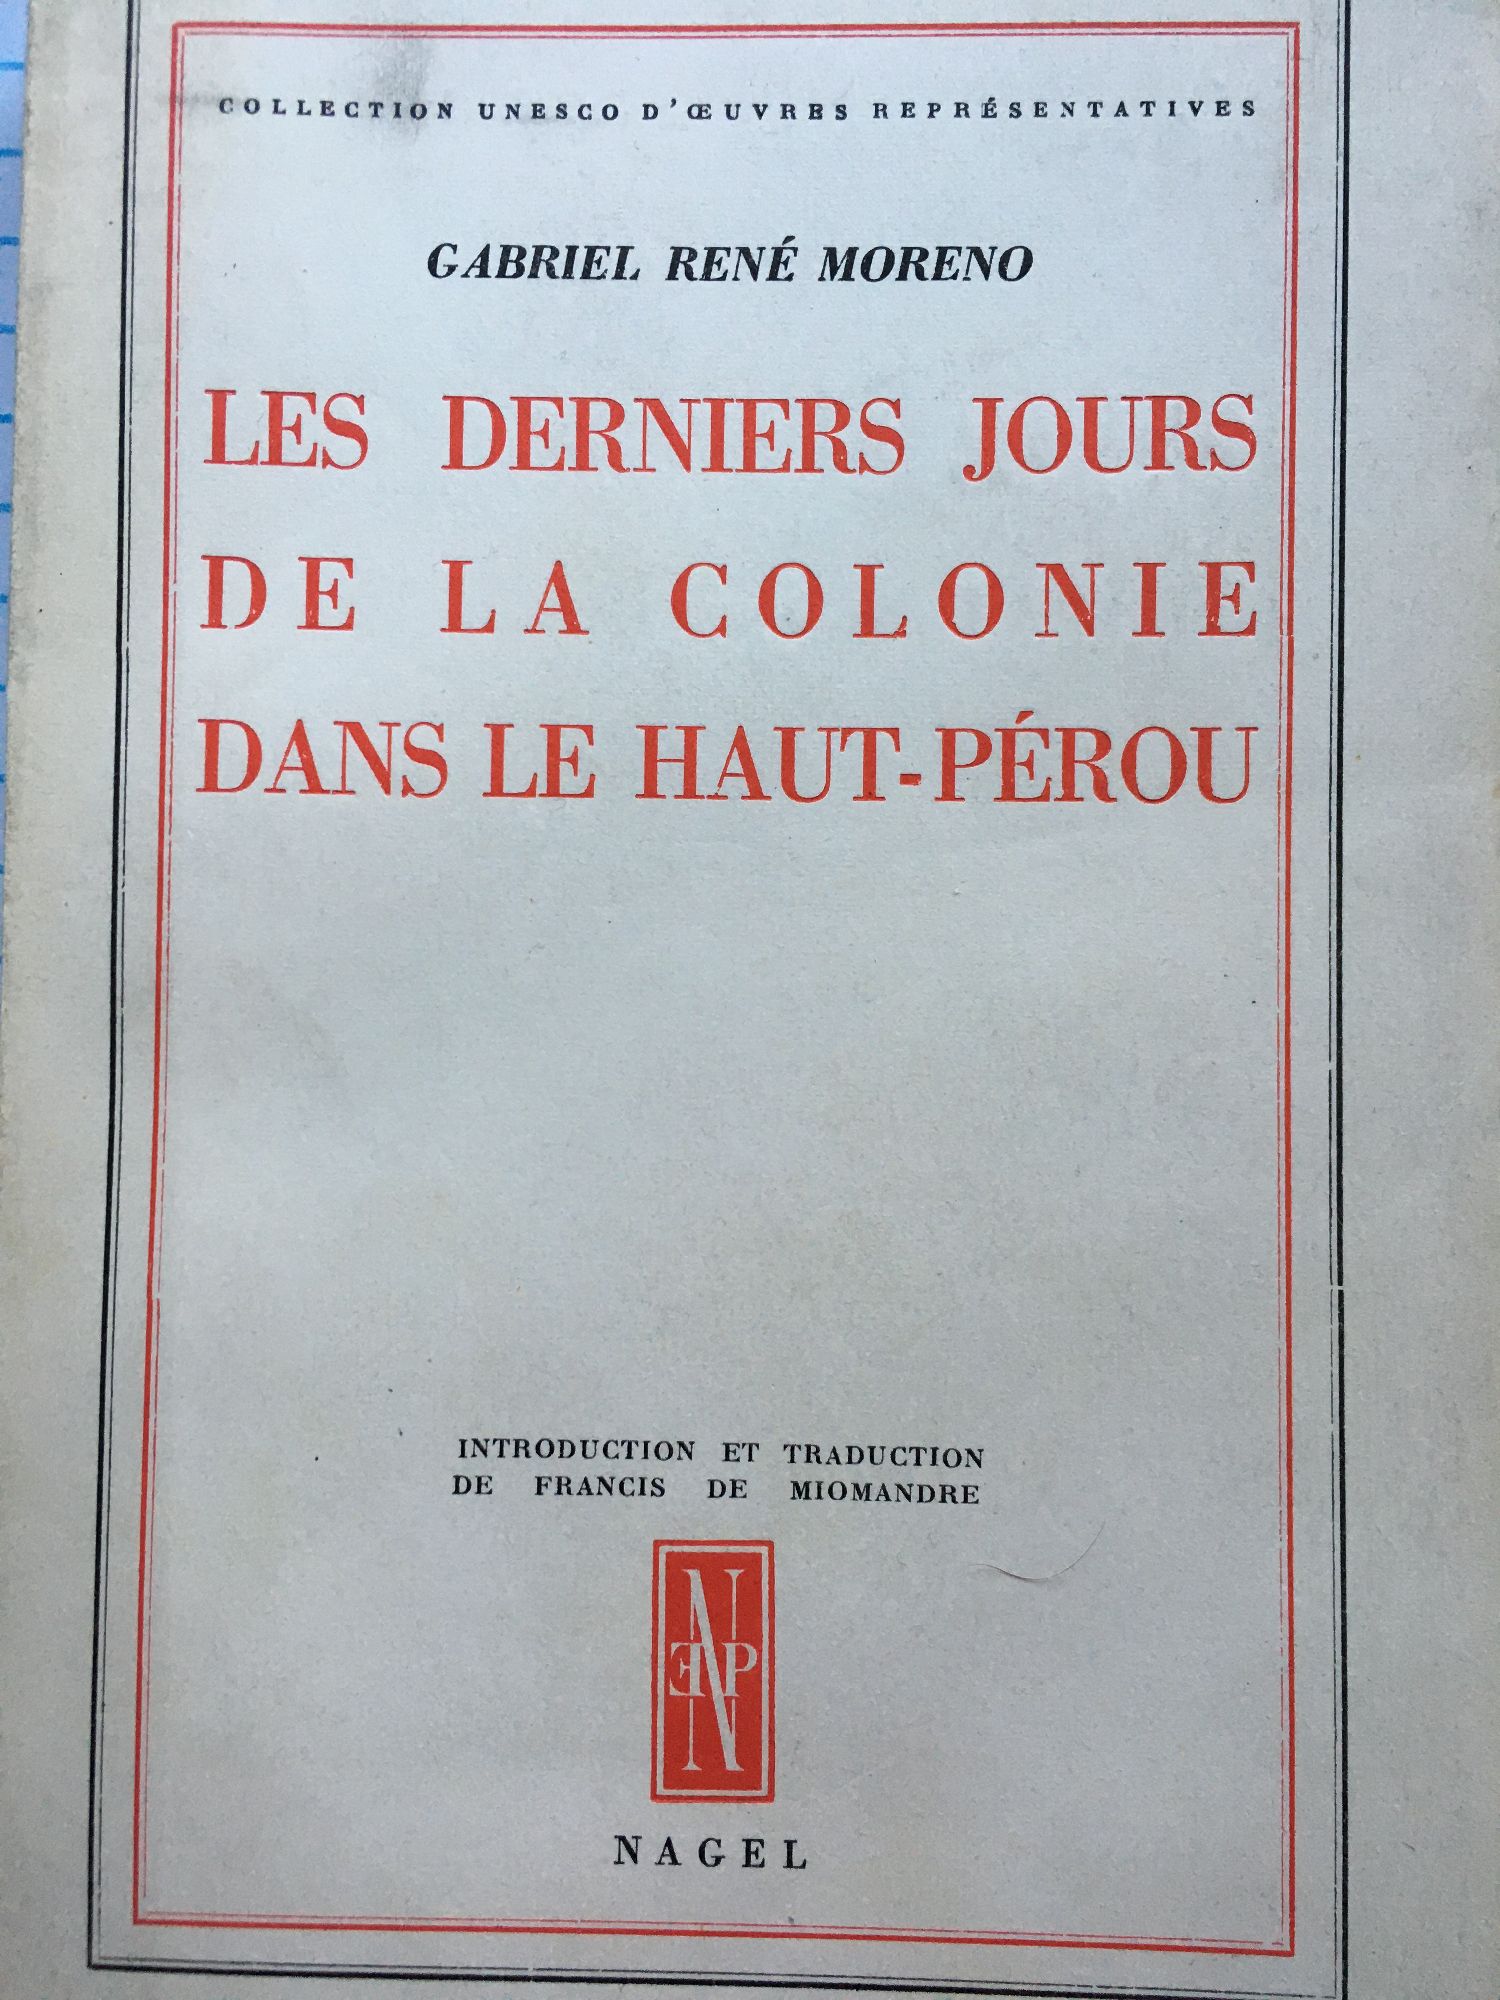 COLLECTION UNESCO D'ŒUVRES REPRÉSENTATIVES
GABRIEL RENÉ MORENO
LES DERNIERS JOURS
DE LA COLONIE
DANS LE HAUT-PÉROU
INTRODUCTION ET TRADUCTION
DE FRANCIS DE MIOMANDRE
N
EP
N
NAGEL